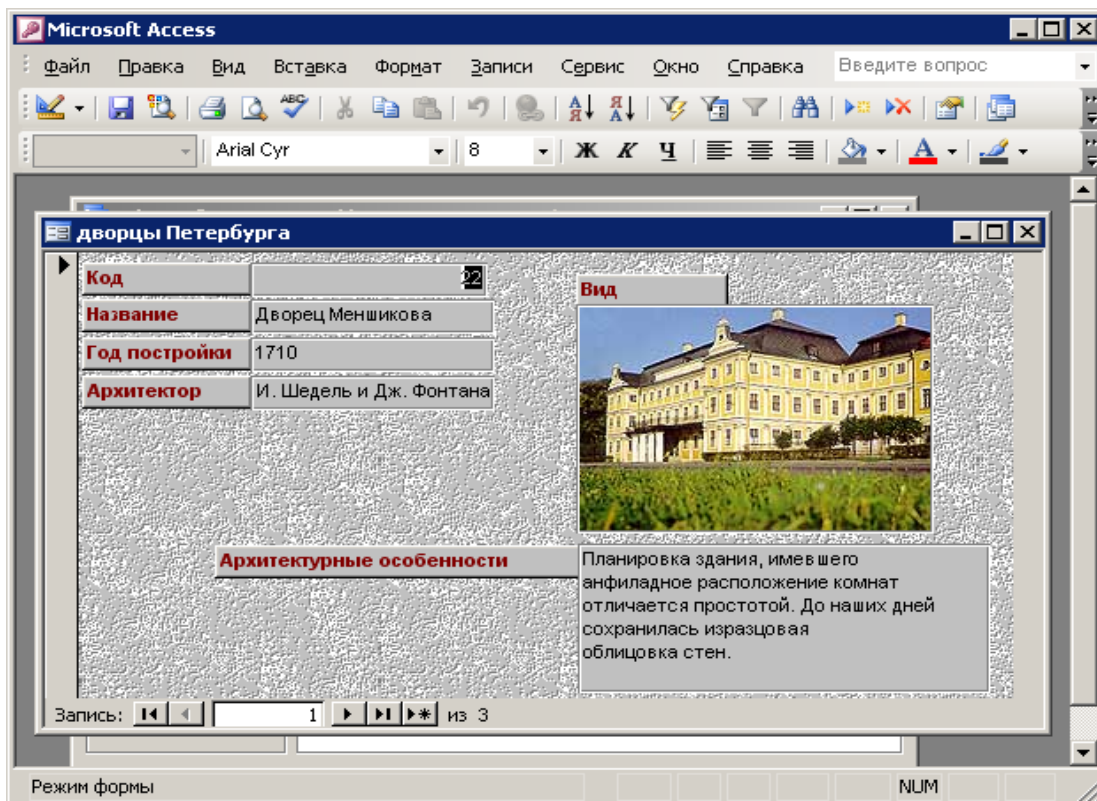 Microsoft Access
Файл Правка Вид Вставка Формат Записи Сервис Окно Справка Введите вопрос
Arial Cyr 8 Ж К Ч
дворцы Петербурга
Код 22
Вид
Название Дворец Меншикова
Год постройки 1710
Архитектор И. Шедель и Дж. Фонтана
Архитектурные особенности
Планировка здания, имевшего
анфиладное расположение комнат
отличается простотой. До наших дней
сохранилась изразцовая
облицовка стен.
Запись: 1 из 3
Режим формы NUM